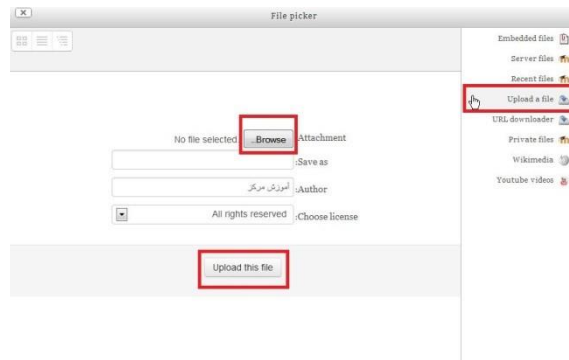 File picker
Embedded files
Server files
Recent files
Upload a file
URL downloader
Private files
Wikimedia
Youtube videos
No file selected. Browse.. Attachment
:Save as
آموزش مرکز :Author
All rights reserved :Choose license
Upload this file